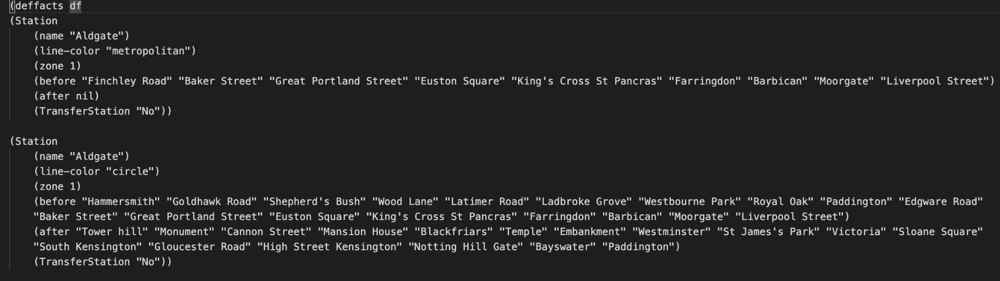 (deffacts df
(Station
(name "Aldgate")
(line-color "metropolitan")
(zone 1)
(before "Finchley Road" "Baker Street" "Great Portland Street" "Euston Square" "King's Cross St Pancras" "Farringdon" "Barbican" "Moorgate" "Liverpool Street")
(after nil)
(TransferStation "No"))
(Station
(name "Aldgate")
(line-color "circle")
(zone 1)
(before "Hammersmith" "Goldhawk Road" "Shepherd's Bush" "Wood Lane" "Latimer Road" "Ladbroke Grove" "Westbourne Park" "Royal Oak" "Paddington" "Edgware Road"
"Baker Street" "Great Portland Street" "Euston Square" "King's Cross St Pancras" "Farringdon" "Barbican" "Moorgate" "Liverpool Street")
(after "Tower hill" "Monument" "Cannon Street" "Mansion House" "Blackfriars" "Temple" "Embankment" "Westminster" "St James's Park" "Victoria" "Sloane Square"
"South Kensington" "Gloucester Road" "High Street Kensington" "Notting Hill Gate" "Bayswater" "Paddington")
(TransferStation "No"))